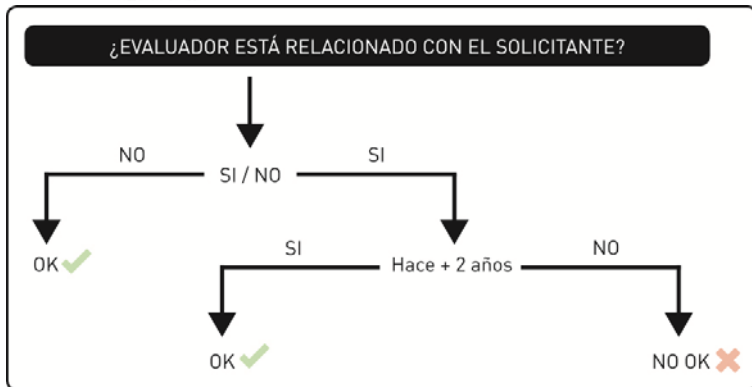 ¿EVALUADOR ESTÁ RELACIONADO CON EL SOLICITANTE?
NO
SI / NO
SI
OK
SI
Hace + 2 años
NO
OK
NO OK